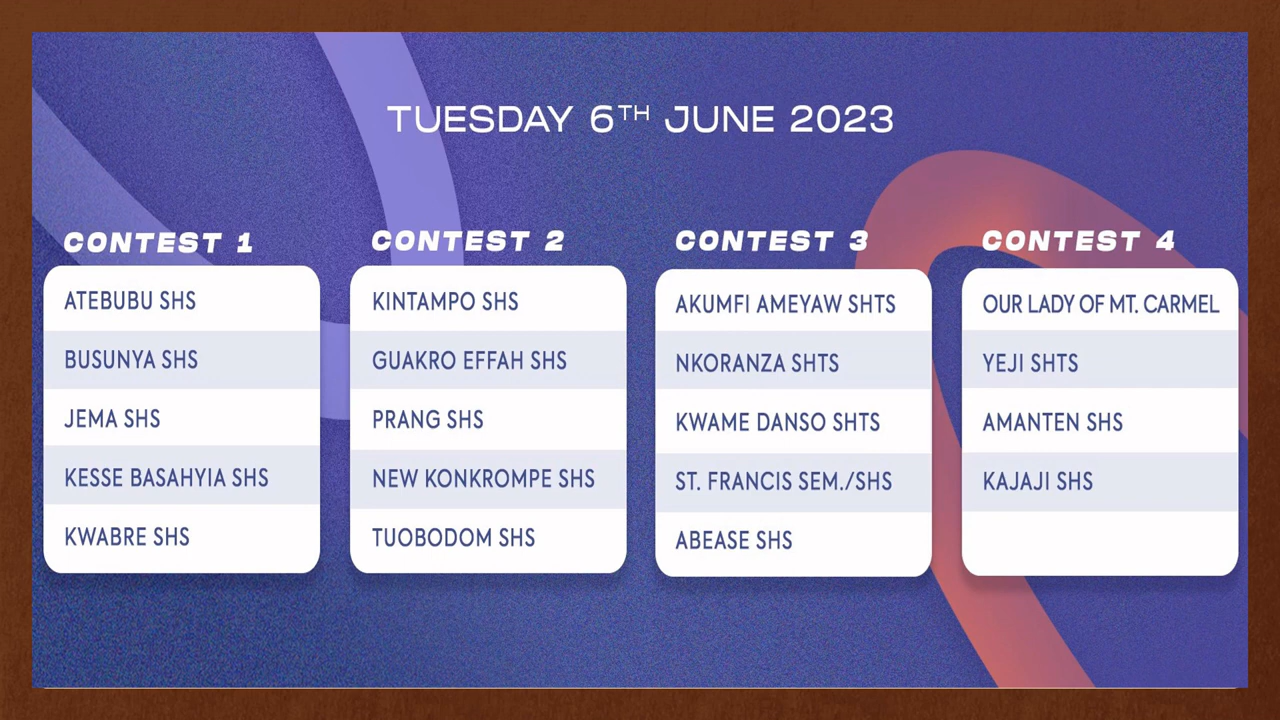 TUESDAY 6TH JUNE 2023
CONTEST 1
ATEBUBU SHS
BUSUNYA SHS
JEMA SHS
KESSE BASAHYIA SHS
KWABRE SHS
CONTEST 2
KINTAMPO SHS
GUAKRO EFFAH SHS
PRANG SHS
NEW KONKROMPE SHS
TUOBODOM SHS
CONTEST 3
AKUMFI AMEYAW SHTS
NKORANZA SHTS
KWAME DANSO SHTS
ST. FRANCIS SEM./SHS
ABEASE SHS
CONTEST 4
OUR LADY OF MT. CARMEL
YEJI SHTS
AMANTEN SHS
KAJAJI SHS